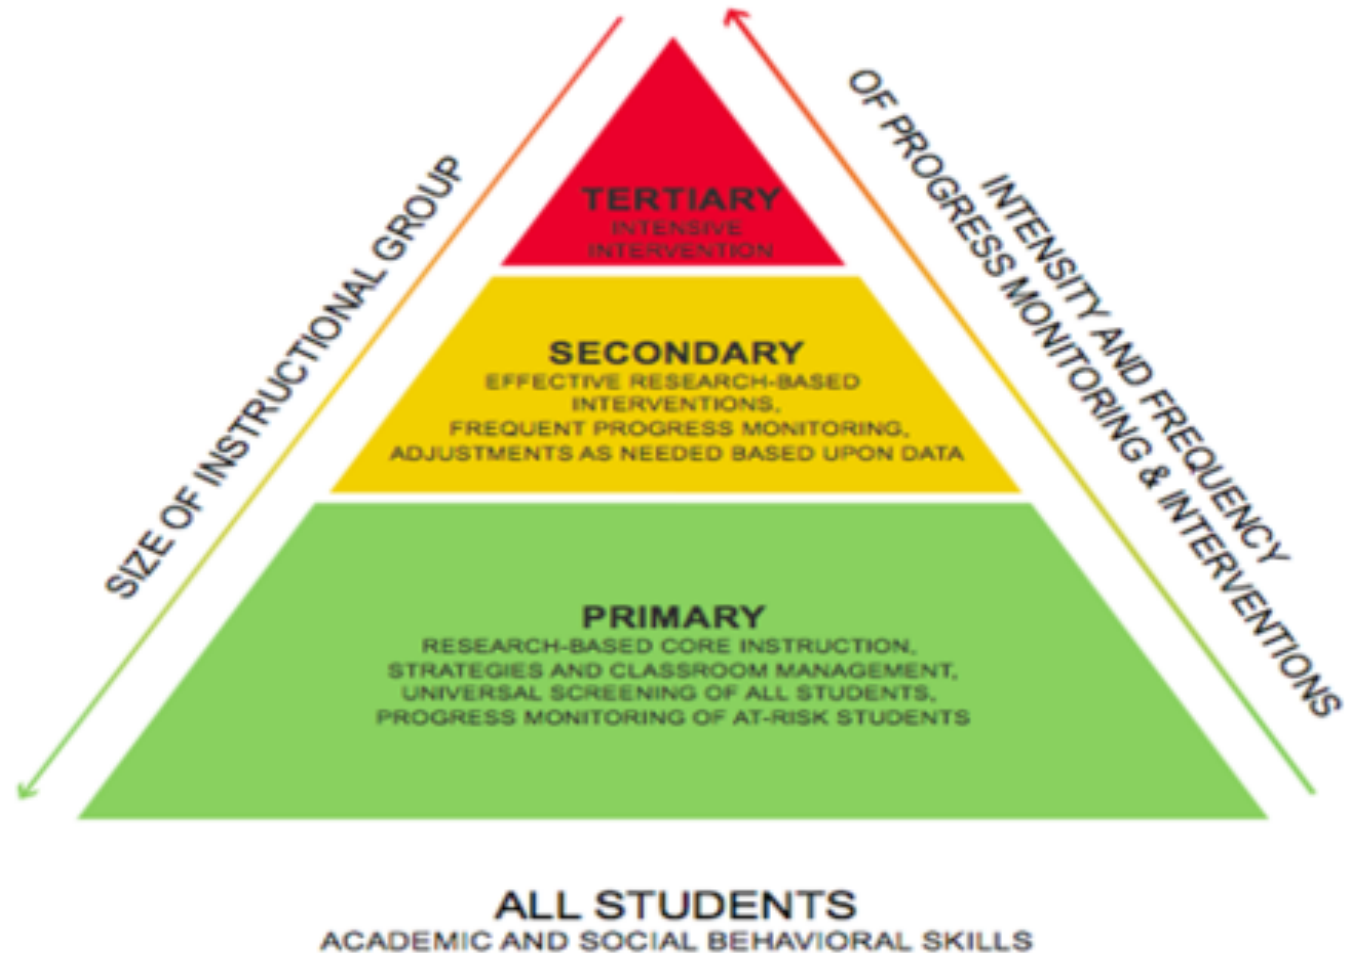 TERTIARY
INTENSIVE
INTERVENTION
SECONDARY
EFFECTIVE RESEARCH-BASED
INTERVENTIONS,
FREQUENT PROGRESS MONITORING,
ADJUSTMENTS AS NEEDED BASED UPON DATA
PRIMARY
RESEARCH-BASED CORE INSTRUCTION,
STRATEGIES AND CLASSROOM MANAGEMENT,
UNIVERSAL SCREENING OF ALL STUDENTS,
PROGRESS MONITORING OF AT-RISK STUDENTS
SIZE OF INSTRUCTIONAL GROUP
INTENSITY AND FREQUENCY
OF PROGRESS MONITORING & INTERVENTIONS
ALL STUDENTS
ACADEMIC AND SOCIAL BEHAVIORAL SKILLS